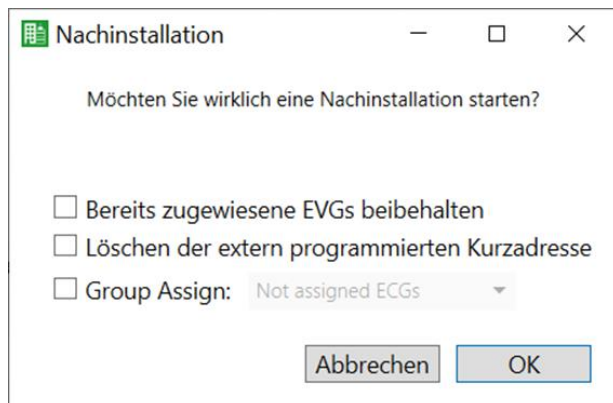 Nachinstallation
Möchten Sie wirklich eine Nachinstallation starten?
Bereits zugewiesene EVGs beibehalten
Löschen der extern programmierten Kurzadresse
Group Assign: Not assigned ECGs
Abbrechen OK